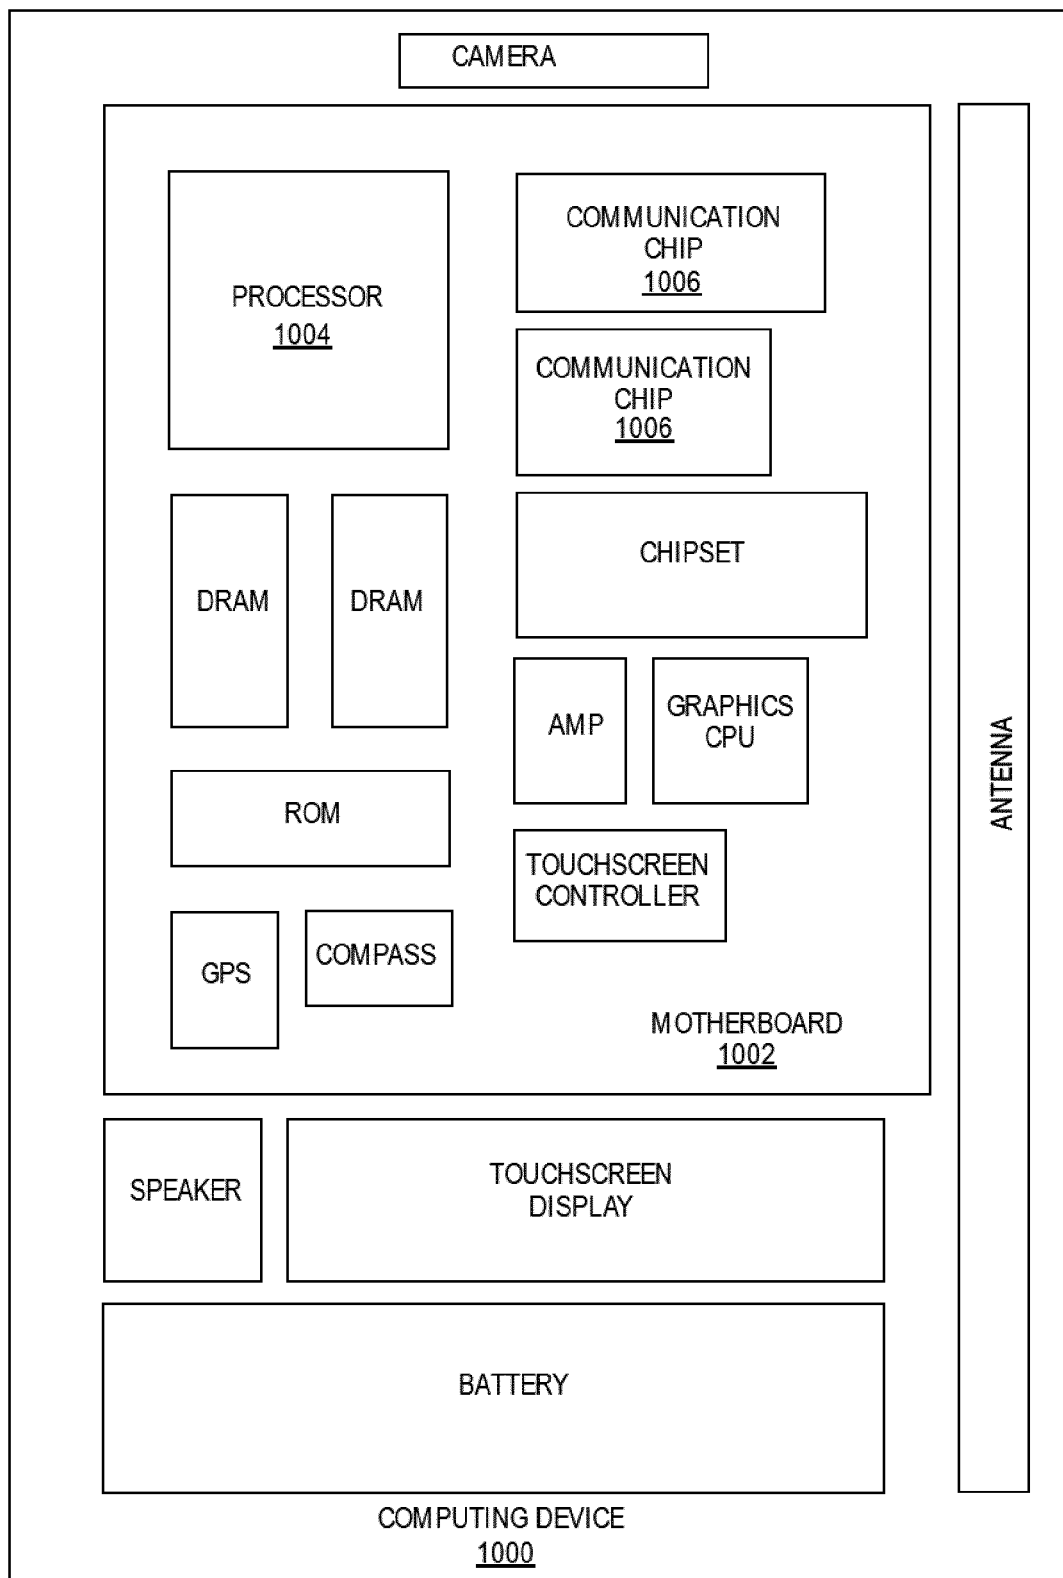 CAMERA
PROCESSOR
1004
COMMUNICATION
CHIP
1006
COMMUNICATION
CHIP
1006
DRAM
DRAM
CHIPSET
AMP
GRAPHICS
CPU
ROM
TOUCHSCREEN
CONTROLLER
GPS
COMPASS
MOTHERBOARD
1002
ANTENNA
SPEAKER
TOUCHSCREEN
DISPLAY
BATTERY
COMPUTING DEVICE
1000